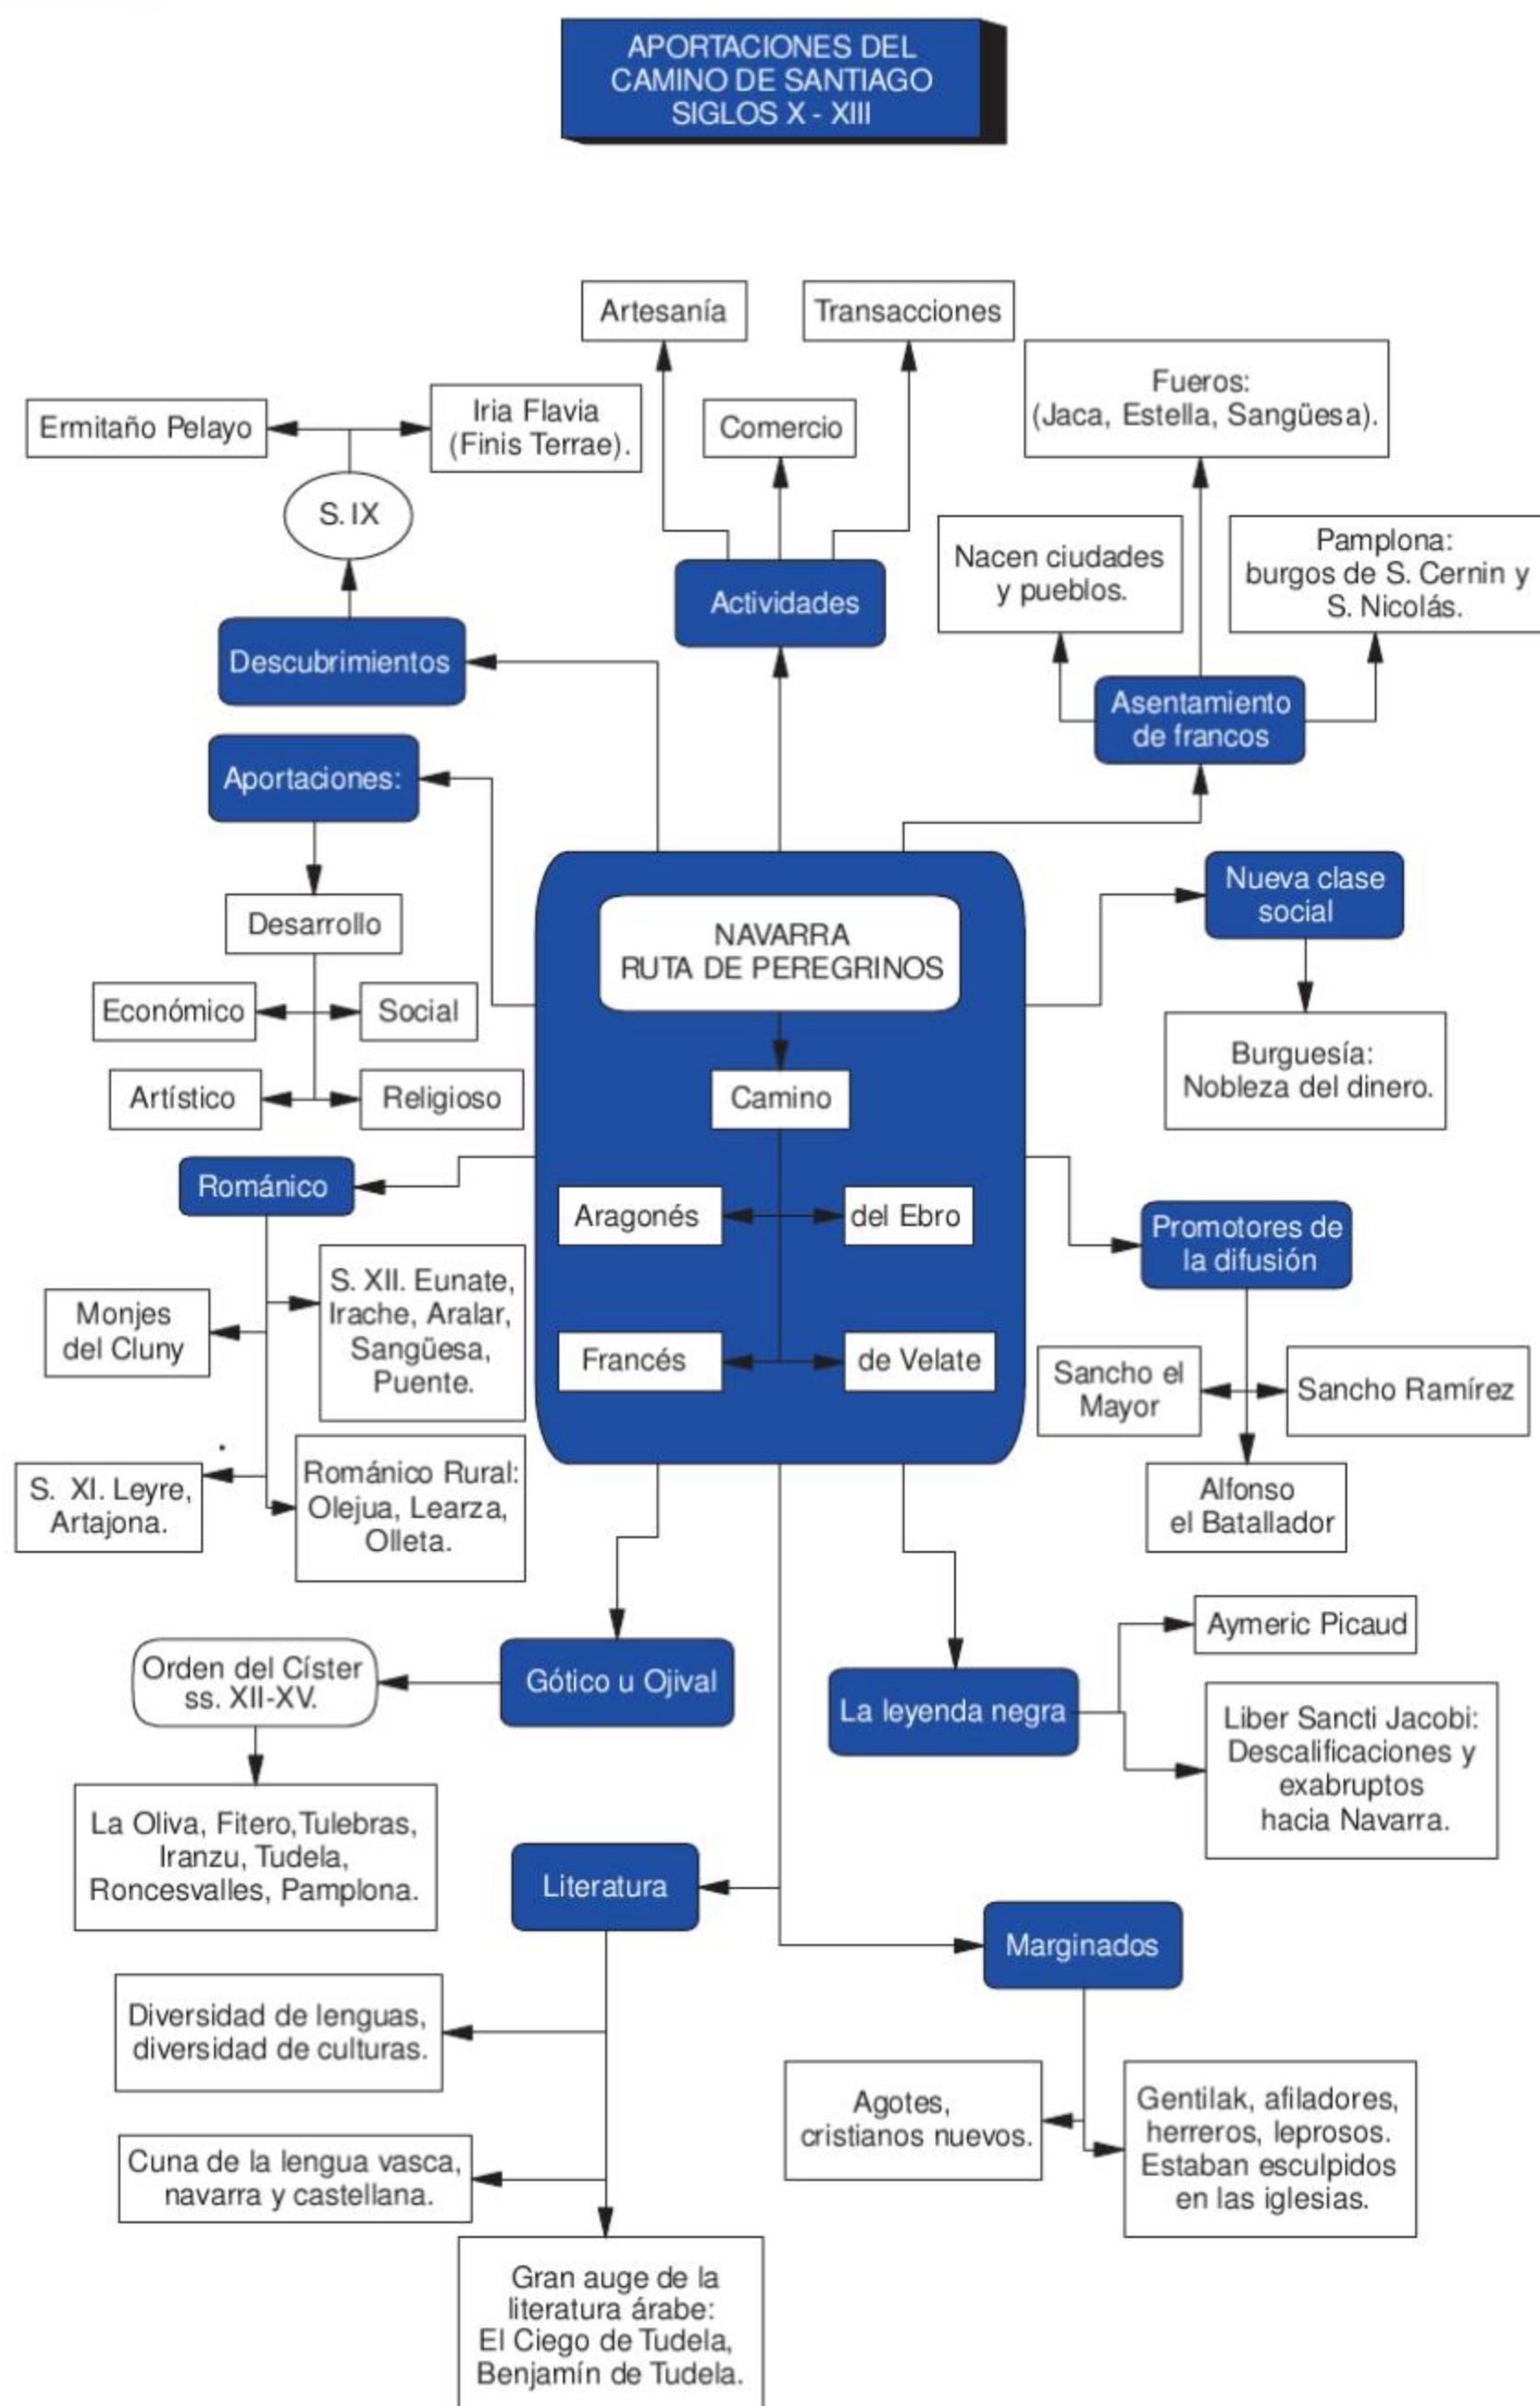 APORTACIONES DEL
CAMINO DE SANTIAGO
SIGLOS X - XIII
Artesanía
Transacciones
Fueros:
(Jaca, Estella, Sangüesa).
Ermitaño Pelayo
Iria Flavia
(Finis Terrae).
Comercio
S. IX
Nacen ciudades
y pueblos.
Pamplona:
burgos de S. Cernin y
S. Nicolás.
Actividades
Descubrimientos
Asentamiento
de francos
Aportaciones:
Nueva clase
social
Desarrollo
NAVARRA
RUTA DE PEREGRINOS
Económico
Social
Burguesía:
Nobleza del dinero.
Artístico
Religioso
Camino
Románico
Aragonés
del Ebro
Promotores de
la difusión
Monjes
del Cluny
S. XII. Eunate,
Irache, Aralar,
Sangüesa,
Puente.
Francés
de Velate
Sancho el
Mayor
Sancho Ramírez
S. XI. Leyre,
Artajona.
Románico Rural:
Olejua, Learza,
Olleta.
Alfonso
el Batallador
Orden del Císter
ss. XII-XV.
Gótico u Ojival
La leyenda negra
Aymeric Picaud
Liber Sancti Jacobi:
Descalificaciones y
exabruptos
hacia Navarra.
La Oliva, Fitero, Tulebras,
Iranzu, Tudela,
Roncesvalles, Pamplona.
Literatura
Marginados
Diversidad de lenguas,
diversidad de culturas.
Agotes,
cristianos nuevos.
Gentilak, afiladores,
herreros, leprosos.
Estaban esculpidos
en las iglesias.
Cuna de la lengua vasca,
navarra y castellana.
Gran auge de la
literatura árabe:
El Ciego de Tudela,
Benjamín de Tudela.